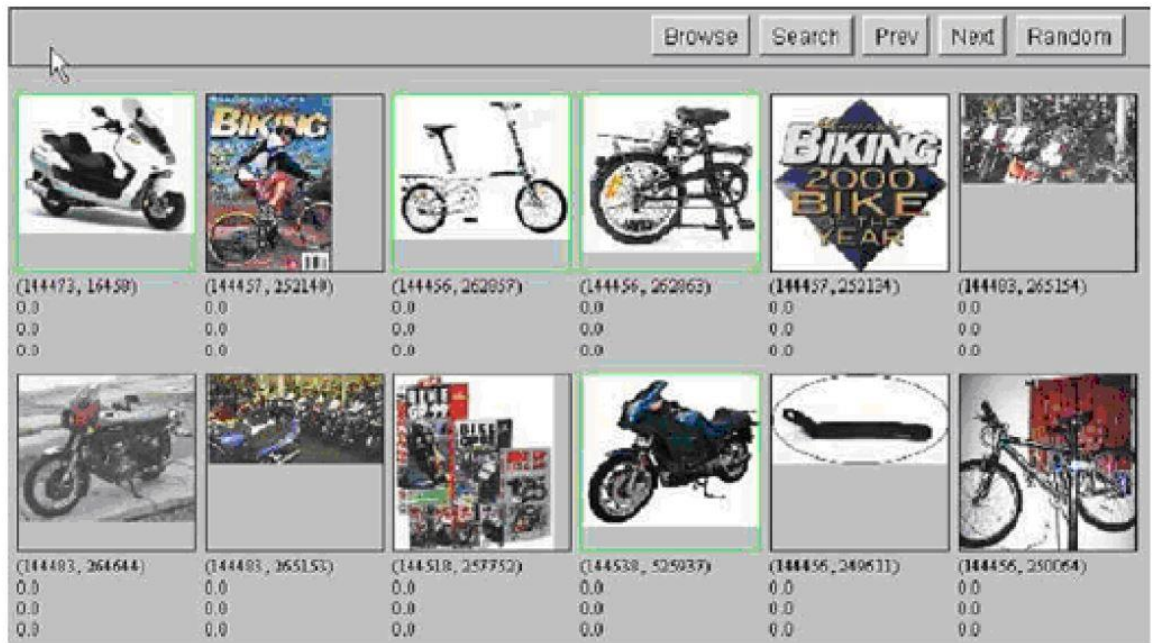 Browse Search Prev Next Random
BIKING
BIKING
2000
BIKE
OF THE
YEAR
(144473, 16458) (144457, 252149) (144456, 262857) (144456, 262863) (144457, 252134) (144483, 265154)
0.0 0.0 0.0 0.0 0.0 0.0
0.0 0.0 0.0 0.0 0.0 0.0
0.0 0.0 0.0 0.0 0.0 0.0
(144483, 264644) (144483, 265153) (144518, 257752) (144538, 525937) (144456, 249611) (144456, 250064)
0.0 0.0 0.0 0.0 0.0 0.0
0.0 0.0 0.0 0.0 0.0 0.0
0.0 0.0 0.0 0.0 0.0 0.0